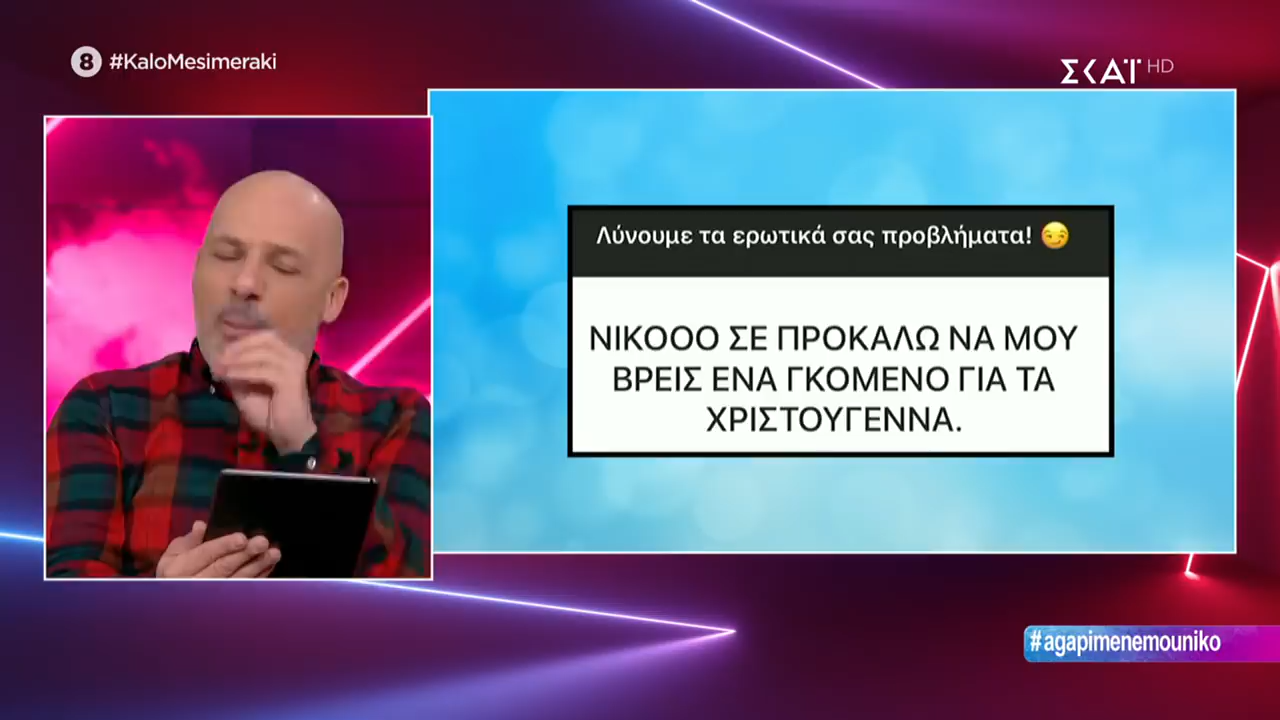 8 #KaloMesimeraki
ΣΚΑΪ HD
Λύνουμε τα ερωτικά σας προβλήματα! 😏
ΝΙΚΟΟΟ ΣΕ ΠΡΟΚΑΛΩ ΝΑ ΜΟΥ
ΒΡΕΙΣ ΕΝΑ ΓΚΟΜΕΝΟ ΓΙΑ ΤΑ
ΧΡΙΣΤΟΥΓΕΝΝΑ.
#agapimenemouniko